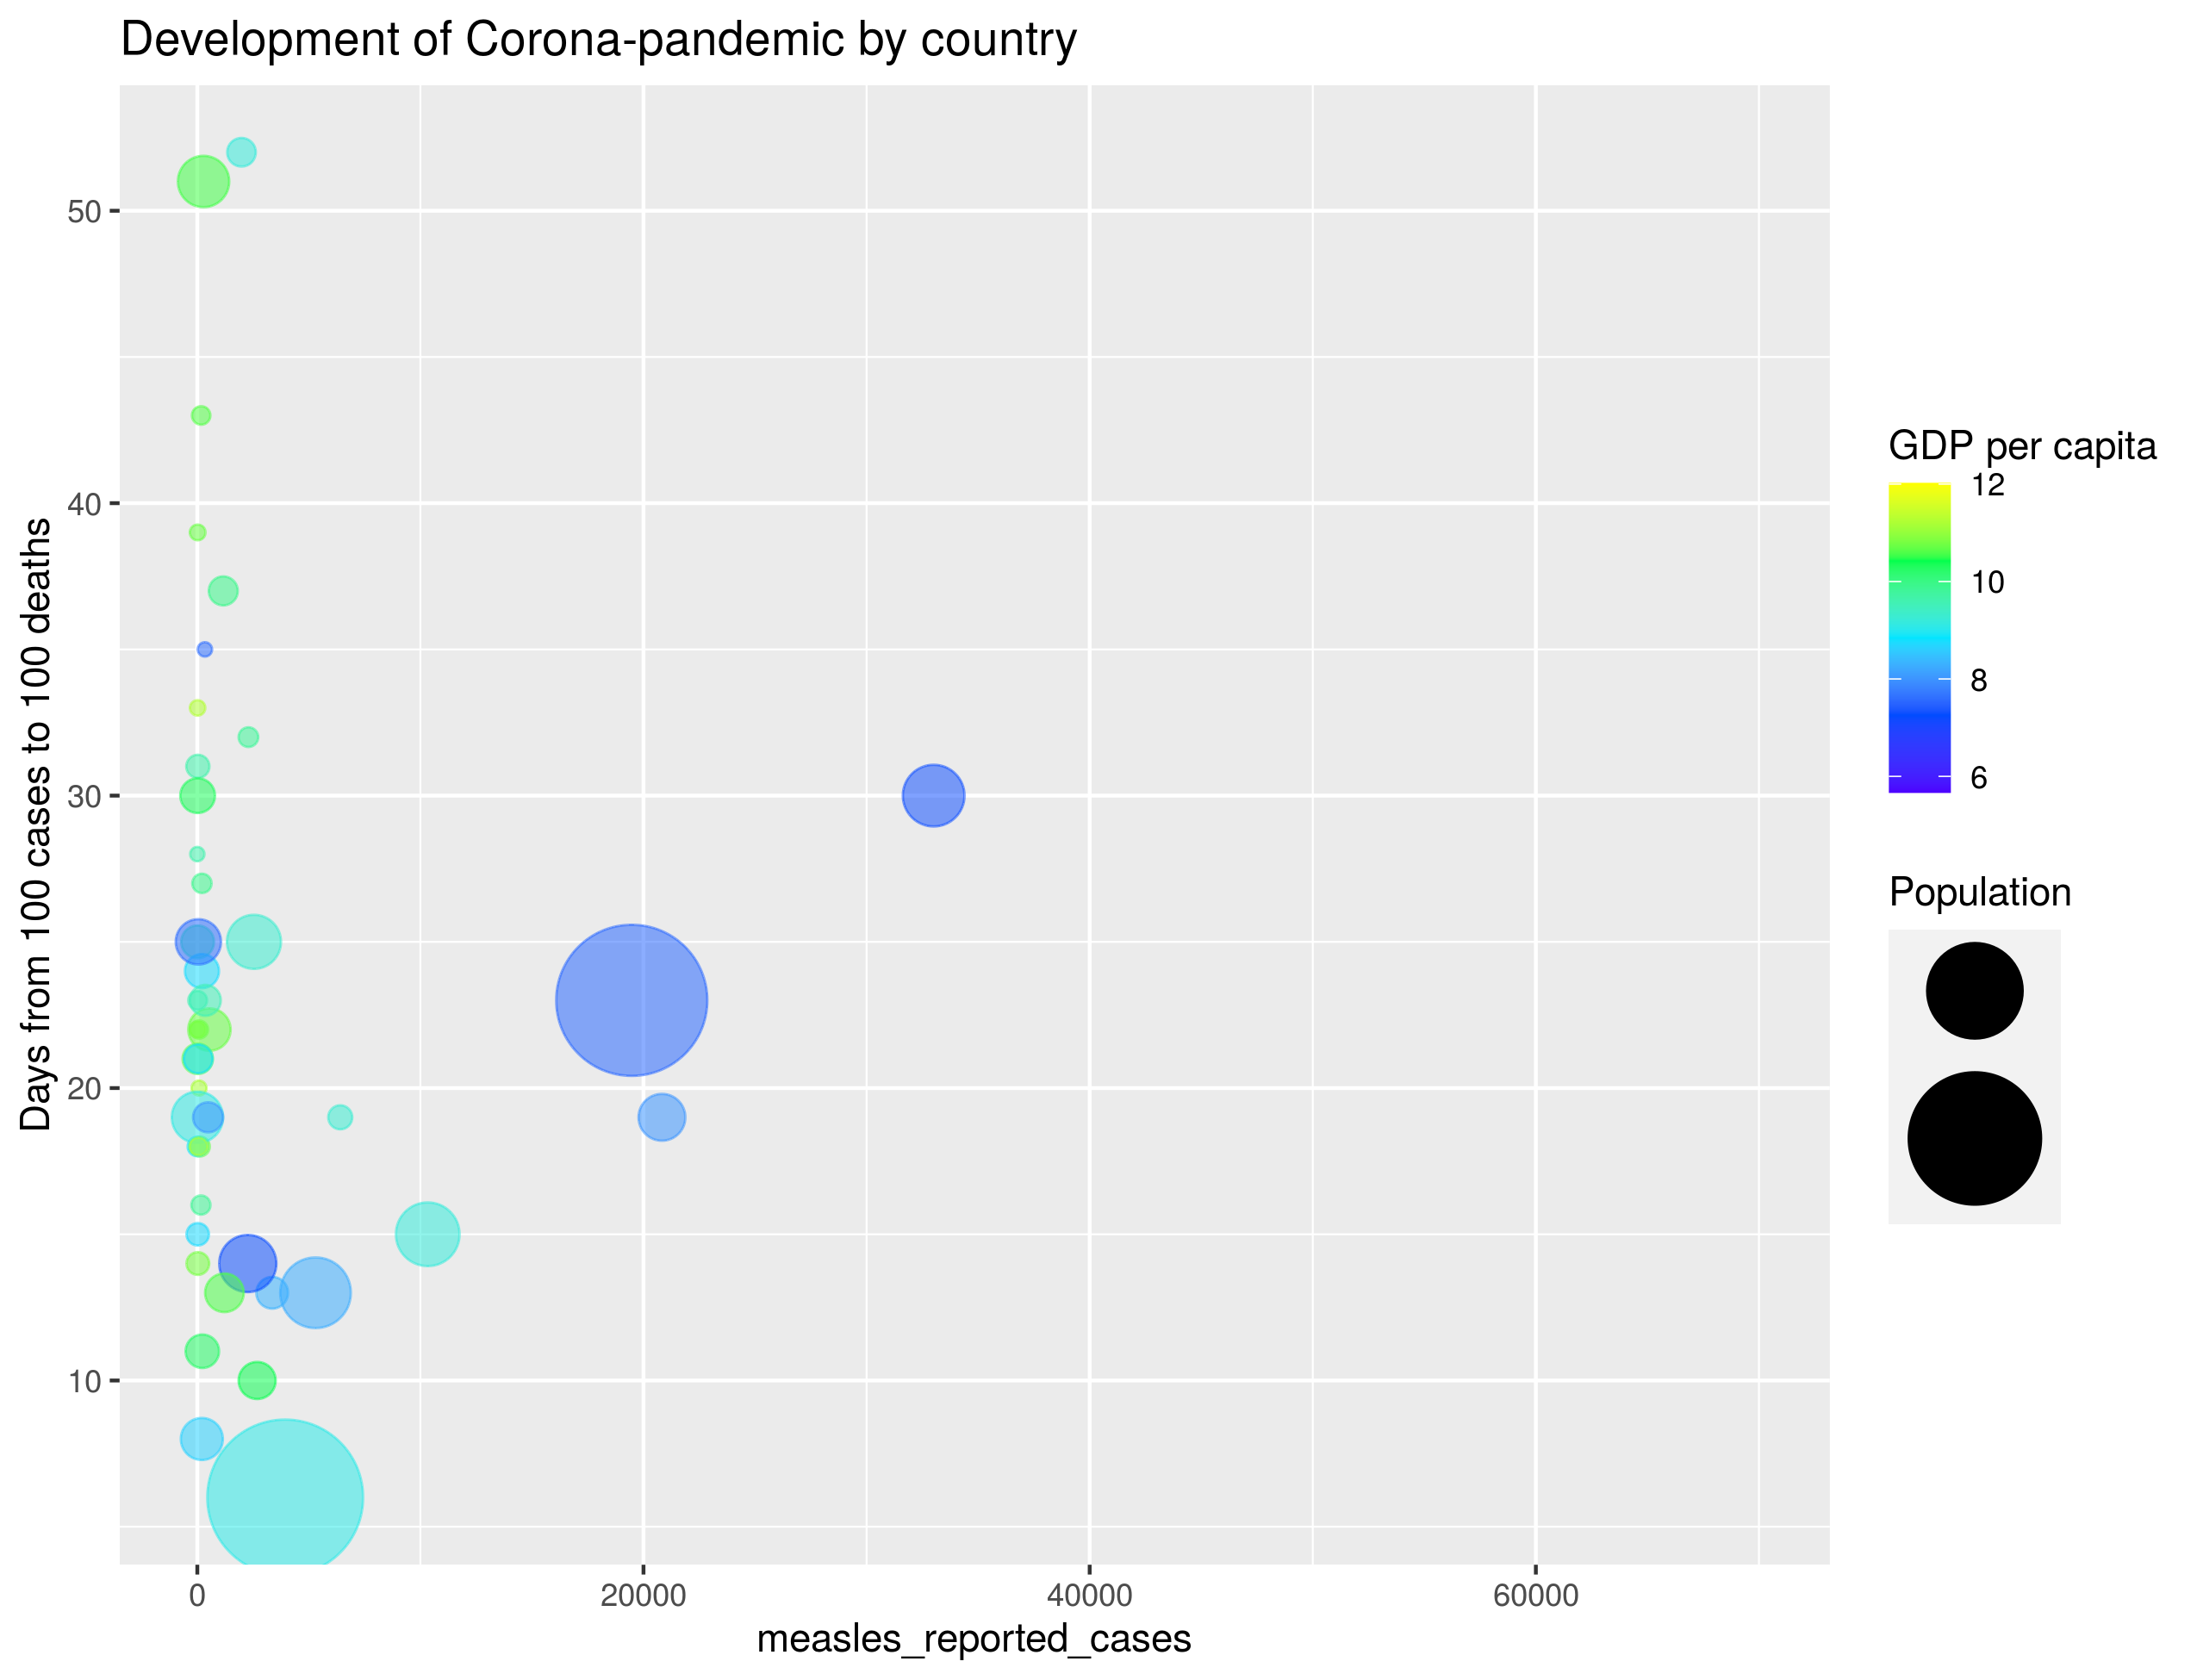 Development of Corona-pandemic by country
Days from 100 cases to 100 deaths
50
40
30
20
10
0
20000
40000
60000
measles_reported_cases
GDP per capita
12
10
8
6
Population